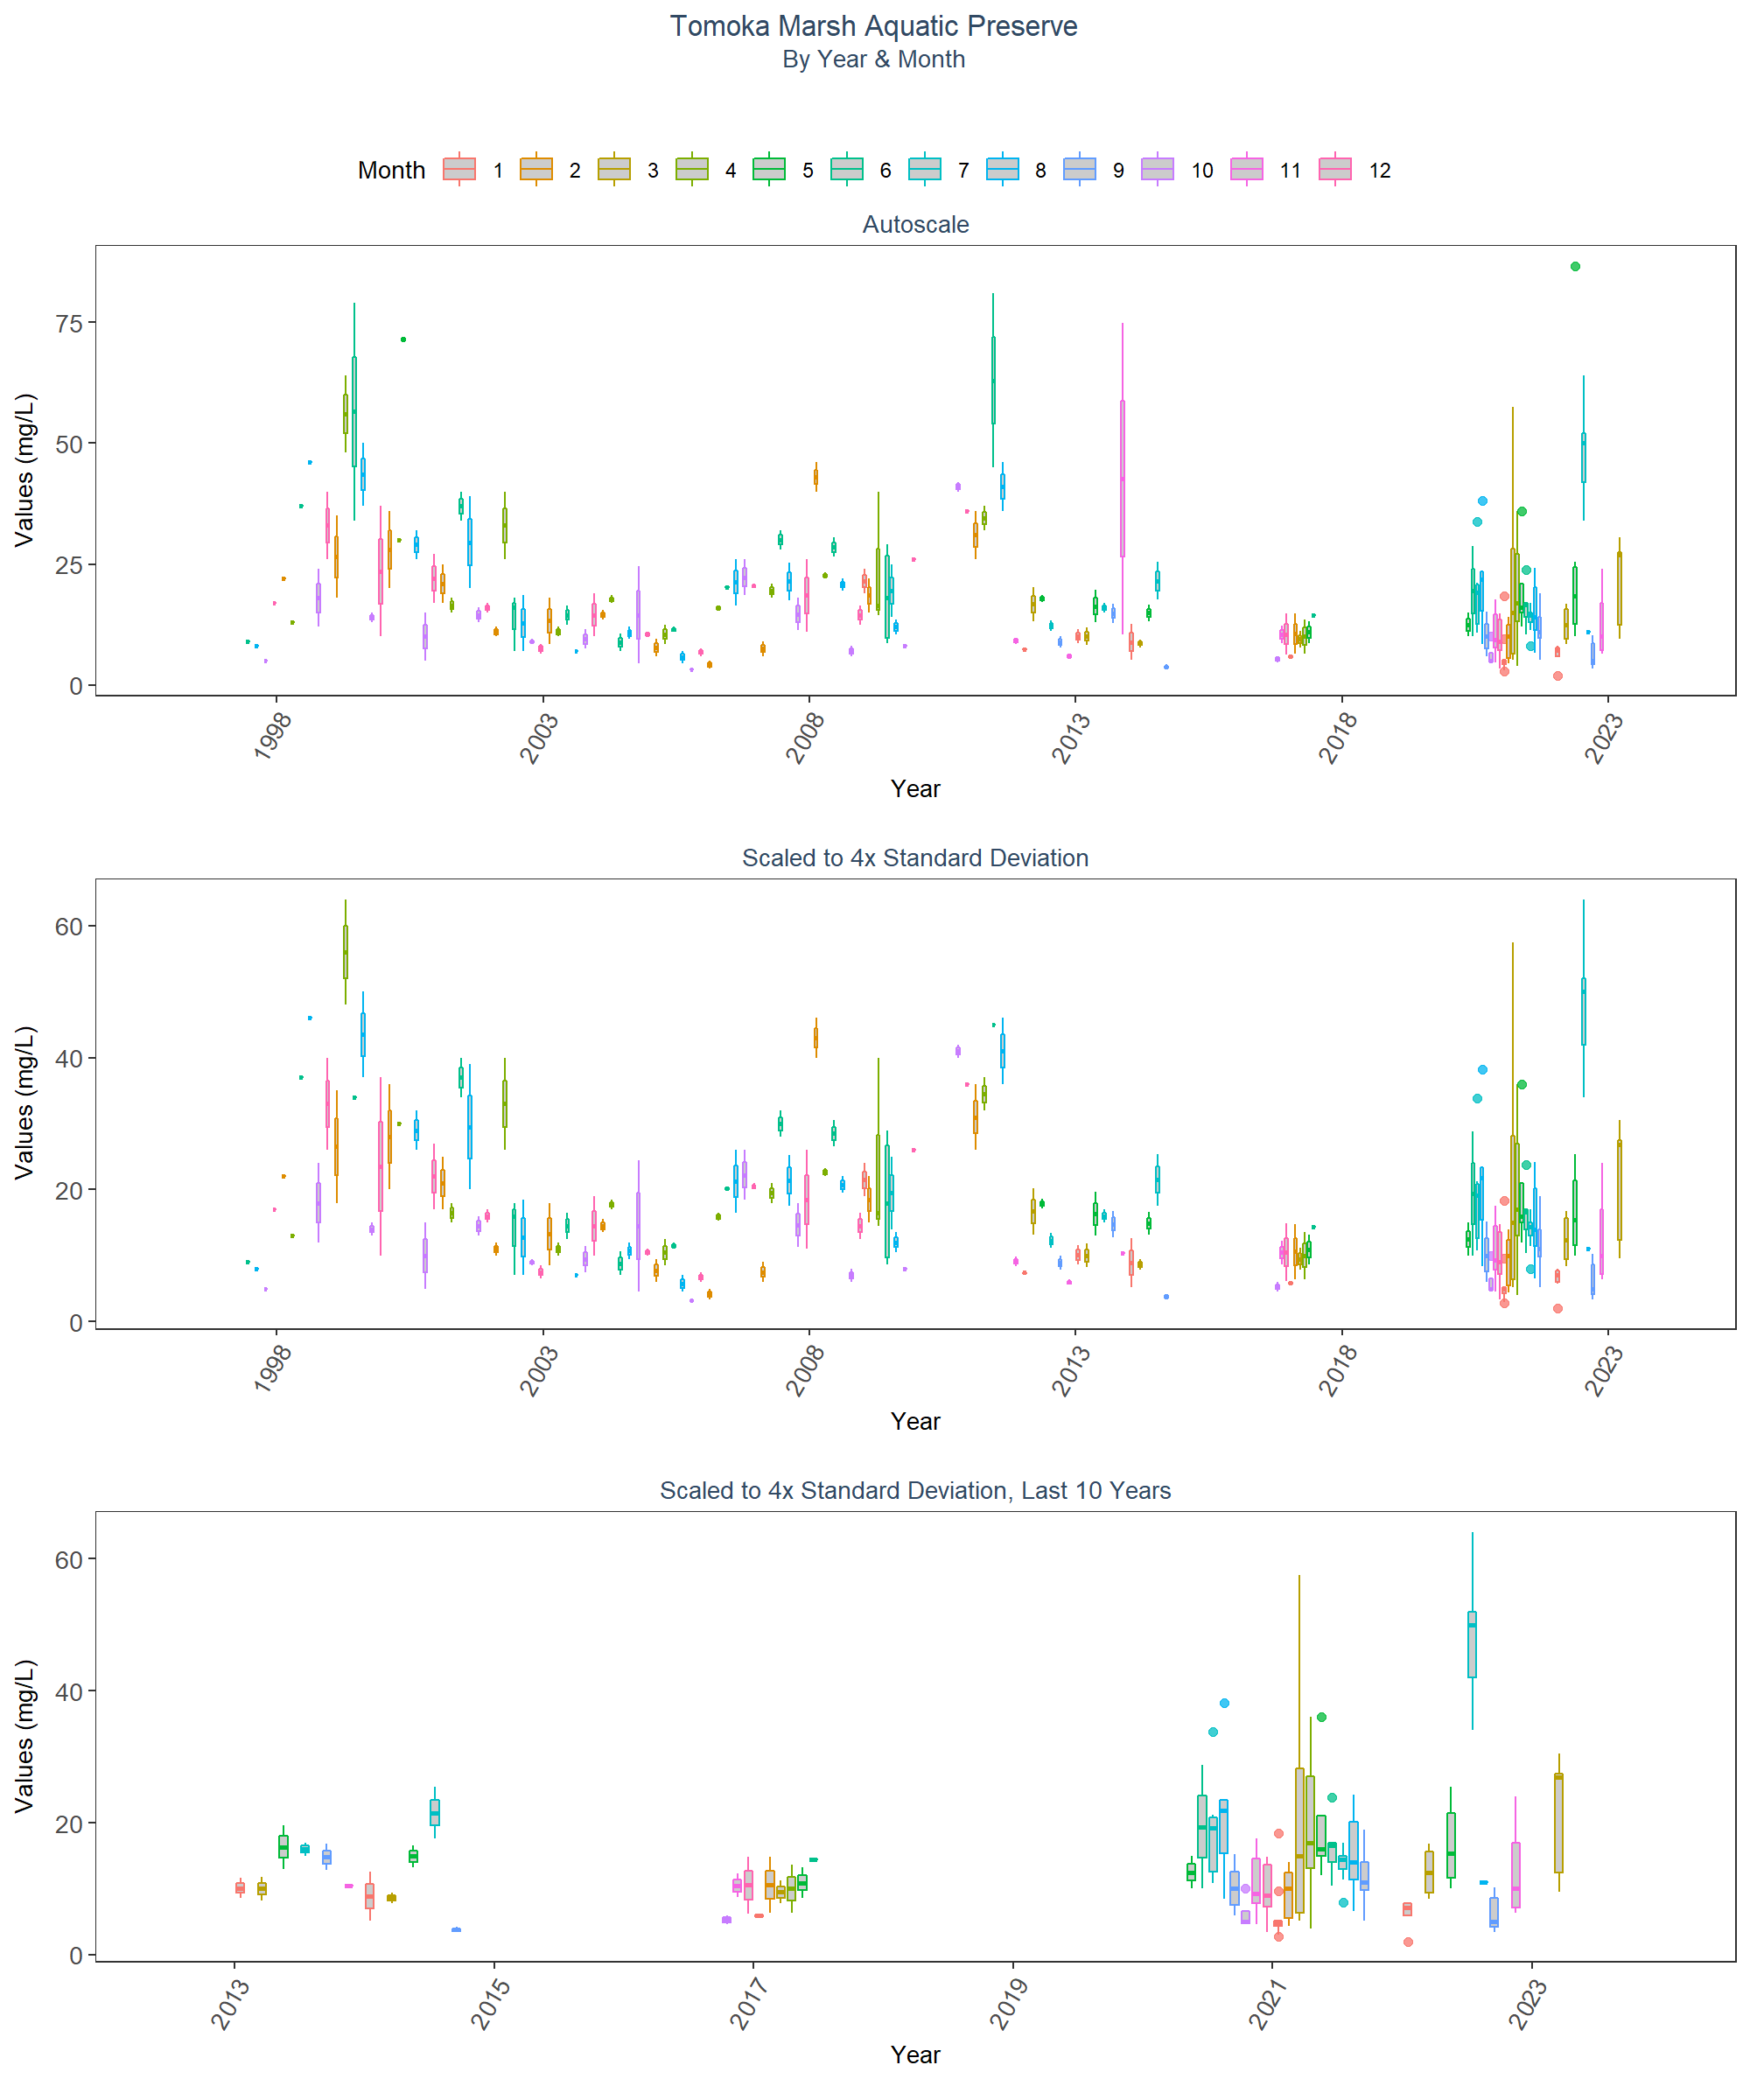 Tomoka Marsh Aquatic Preserve
By Year & Month
Month 1 2 3 4 5 6 7 8 9 10 11 12
Autoscale
Values (mg/L)
75
50
25
0
1998 2003 2008 2013 2018 2023
Year
Scaled to 4x Standard Deviation
Values (mg/L)
60
40
20
0
1998 2003 2008 2013 2018 2023
Year
Scaled to 4x Standard Deviation, Last 10 Years
Values (mg/L)
60
40
20
0
2013 2015 2017 2019 2021 2023
Year